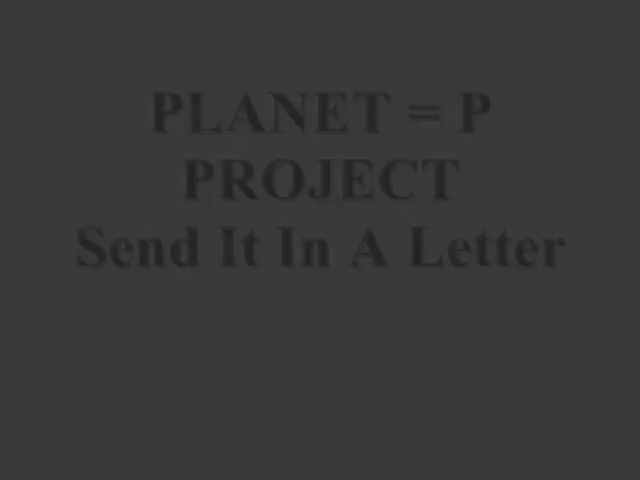 PLANET = P
PROJECT
Send It In A Letter